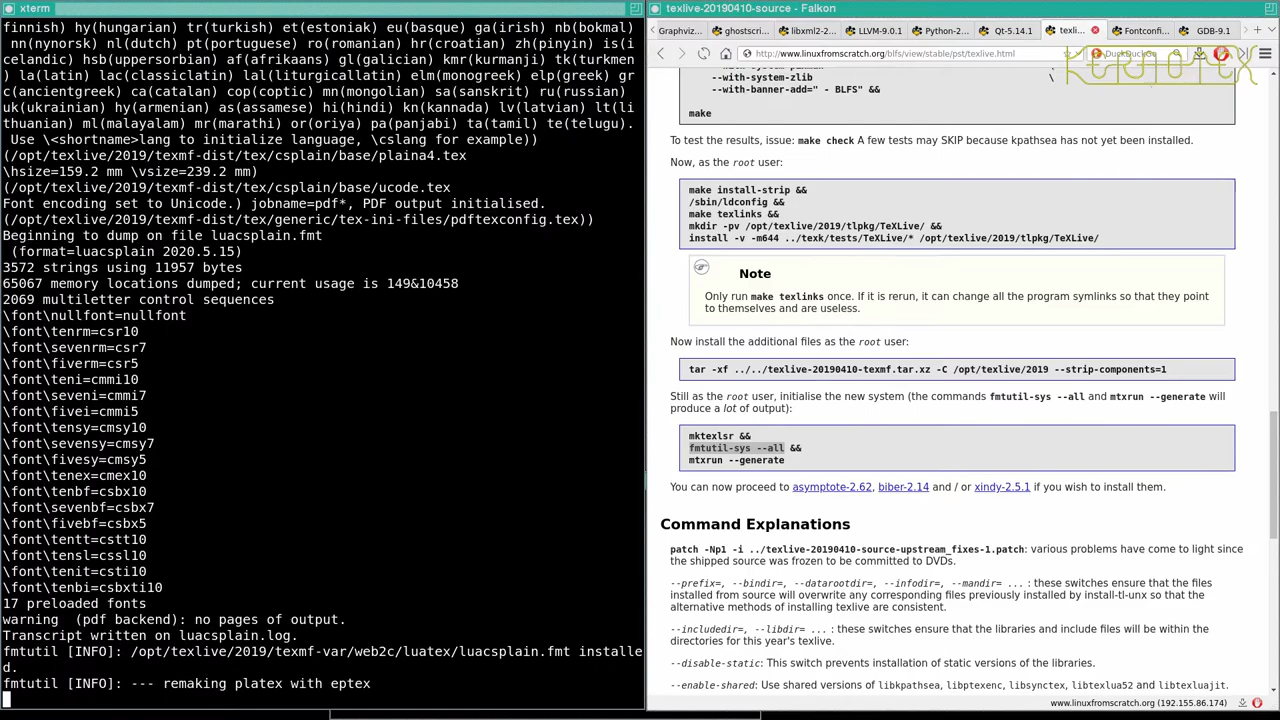 xterm
finnish) hy(hungarian) tr(turkish) et(estonian) eu(basque) ga(irish) nb(bokmal)
nn(nynorsk) nl(dutch) pt(portuguese) ro(romanian) hr(croatic) zh(pinyin) is(i
celandic) wb(uppersorbian) af(afrikaans) gl(galician) kmr(kurmanji) tk(turkmen
) latlatin) lac(classiclatin) lal(liturgicallatin) elm(monogreek) elp(greek) gr
c(ancientgreek) ca(catalan) cop(coptic) mn(mongolian) sa(sanskrit) ru(russian)
uk(ukrainian) hy(armenian) as(assamese) hi(hindi) kn(kannada) lv(latvian) lt(li
thuanian) ml(malayalam) mr(marathi) or(oriya) pa(panjabi) ta(tamil) te(telugu).
Use \<shortname>lang to initialize language, \cslang for example))
(/opt/texlive/2019/texmf-dist/tex/csplain/base/plaina4.tex
\hsize=159.2 mm \vsize=239.2 mm)
(/opt/texlive/2019/texmf-dist/tex/csplain/base/ucode.tex
Font encoding set to Unicode.) jobname=pdf*, PDF output initialised.
(/opt/texlive/2019/texmf-dist/tex/generic/tex-ini-files/pdftexconfig.tex))
Beginning to dump on file luacsplain.fmt
(format=luacsplain 2020.5.15)
3572 strings using 11957 bytes
65067 memory locations dumped; current usage is 149&10458
2069 multiletter control sequences
\font\nullfont=nullfont
\font\tenrm=csr10
\font\sevenrm=csr7
\font\fiverm=csr5
\font\teni=cmmi10
\font\seveni=cmmi7
\font\fivei=cmmi5
\font\tensy=cmsy10
\font\sevensy=cmsy7
\font\fivesy=cmsy5
\font\tenex=cmex10
\font\tenbf=csbx10
\font\sevenbf=csbx7
\font\fivebf=csbx5
\font\tentt=cstt10
\font\tensl=cssl10
\font\tenit=csti10
\font\tenbi=csbxti10
17 preloaded fonts
warning  (pdf backend): no pages of output.
Transcript written on luacsplain.log.
fmtutil [INFO]: /opt/texlive/2019/texmf-var/web2c/luatex/luacsplain.fmt installe
d.
fmtutil [INFO]: --- remaking platex with eptex
texlive-20190410-source - Falkon
Graphviz... ghostscri... libxml2-2... LLVM-9.0.1 Python-2... Qt-5.14.1 texli... Fontconfi... GDB-9.1
http://www.linuxfromscratch.org/blfs/view/stable/pst/texlive.html
KERNOTEX
--with-system-zlib \
--with-banner-add=" - BLFS" &&
make
To test the results, issue: make check A few tests may SKIP because kpathsea has not yet been installed.
Now, as the root user:
make install-strip &&
/sbin/ldconfig &&
make texlinks &&
mkdir -pv /opt/texlive/2019/tlpkg/TeXLive/ &&
install -v -m644 ../texk/tests/TeXLive/* /opt/texlive/2019/tlpkg/TeXLive/
Note
Only run make texlinks once. If it is rerun, it can change all the program symlinks so that they point
to themselves and are useless.
Now install the additional files as the root user:
tar -xf ../../texlive-20190410-texmf.tar.xz -C /opt/texlive/2019 --strip-components=1
Still as the root user, initialise the new system (the commands fmtutil-sys --all and mtxrun --generate will
produce a lot of output):
mktexlsr &&
fmtutil-sys --all &&
mtxrun --generate
You can now proceed to asymptote-2.62, biber-2.14 and / or xindy-2.5.1 if you wish to install them.
Command Explanations
patch -Np1 -i ../texlive-20190410-source-upstream_fixes-1.patch: various problems have come to light since
the shipped source was frozen to be committed to DVDs.
--prefix=, --bindir=, --datarootdir=, --infodir=, --mandir= ... : these switches ensure that the files
installed from source will overwrite any corresponding files previously installed by install-tl-unx so that the
alternative methods of installing texlive are consistent.
--includedir=, --libdir= ... : these switches ensure that the libraries and include files will be within the
directories for this year's texlive.
--disable-static: This switch prevents installation of static versions of the libraries.
--enable-shared: Use shared versions of libkpathsea, libptexenc, libsynctex, libtexlua52 and libtexluajit.
www.linuxfromscratch.org (192.155.86.174)